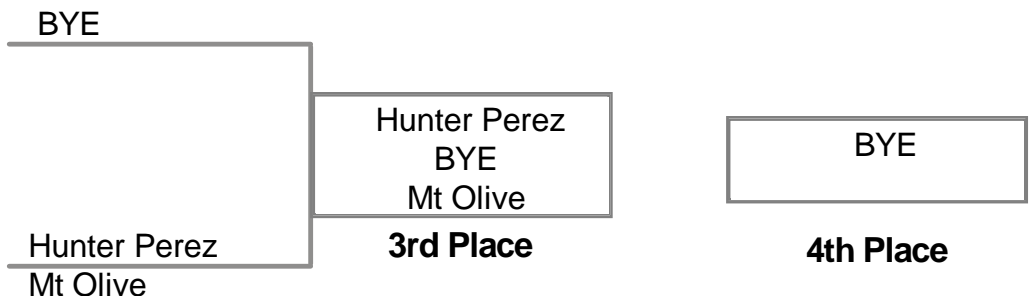 BYE
Hunter Perez
BYE
Mt Olive
3rd Place
BYE
4th Place
Hunter Perez
Mt Olive